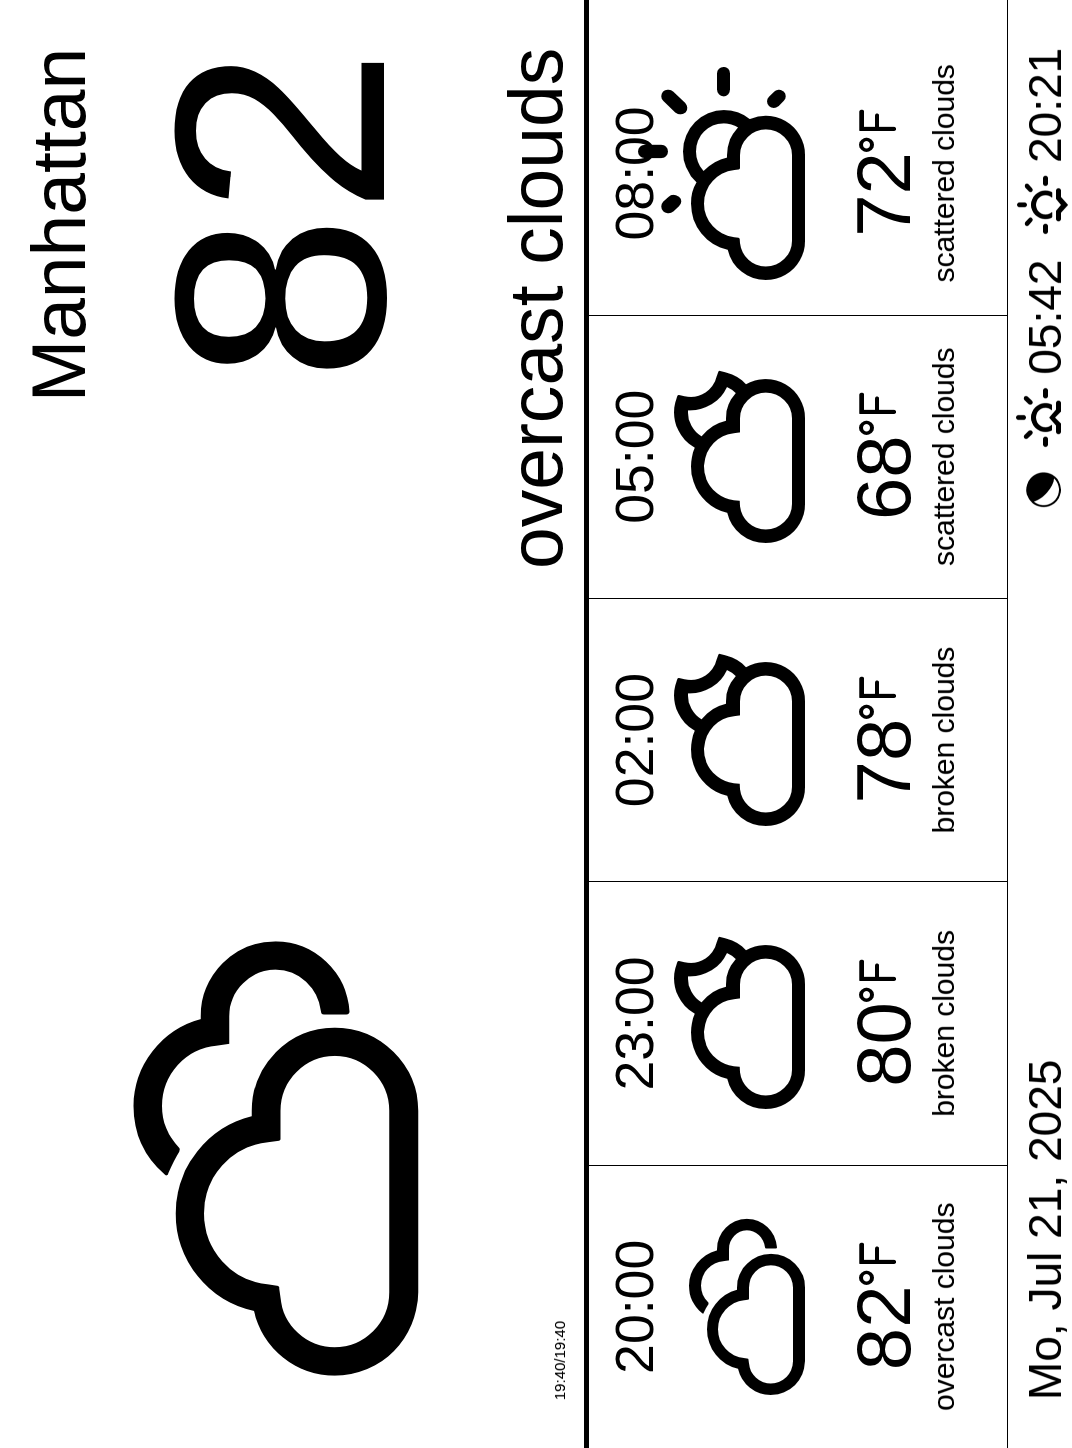 Manhattan
82
overcast clouds
19:40/19:40
20:00
23:00
02:00
05:00
08:00
82°F
80°F
78°F
68°F
72°F
overcast clouds
broken clouds
broken clouds
scattered clouds
scattered clouds
Mo, Jul 21, 2025
05:42
20:21